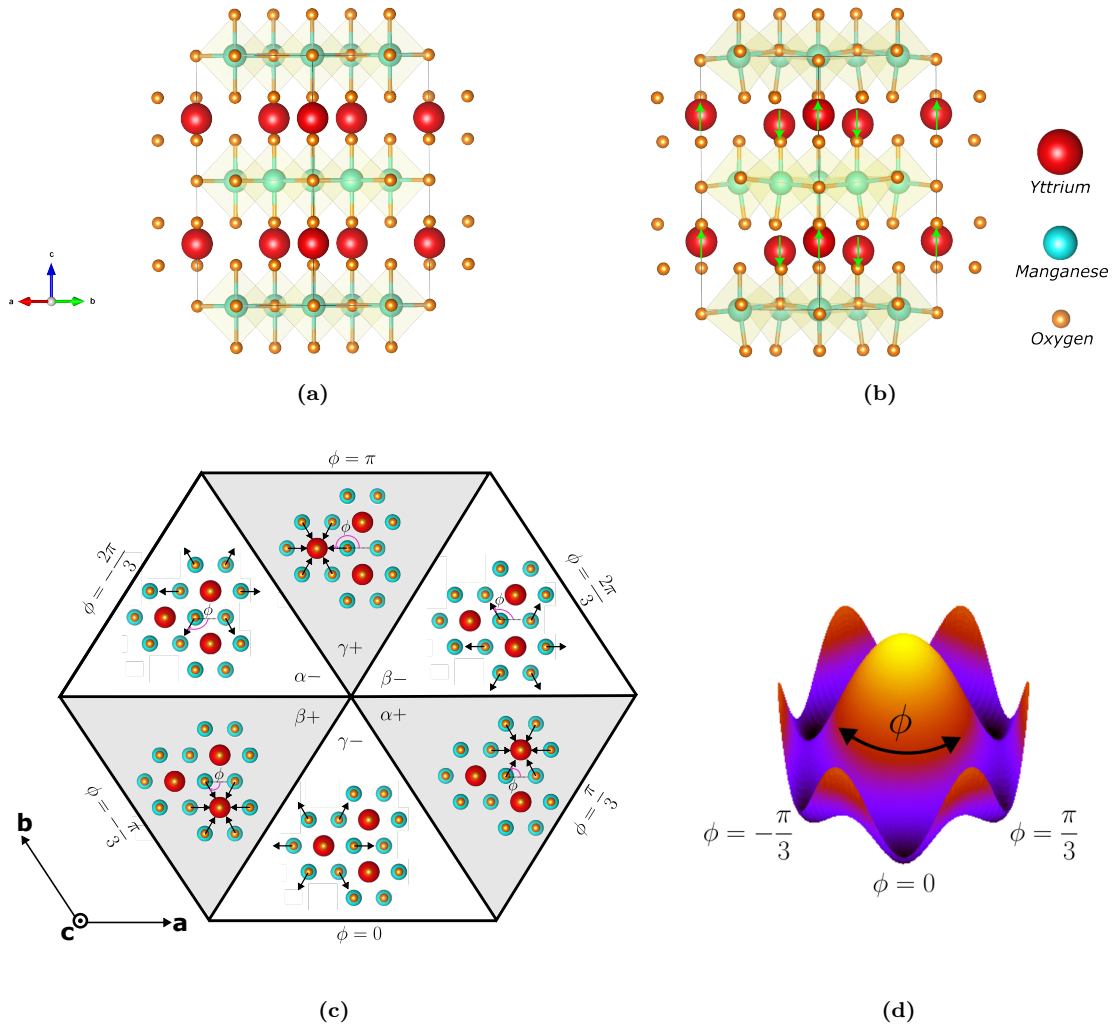 c
a
b
Yttrium
Manganese
Oxygen
(a)
(b)
ϕ = π
ϕ = −2π/3
ϕ = 2π/3
ϕ
ϕ
ϕ
γ+
α−
β−
β+
α+
γ−
ϕ
ϕ
ϕ = −π/3
ϕ = π/3
ϕ = 0
b
c
a
ϕ
ϕ = −π/3
ϕ = π/3
ϕ = 0
(c)
(d)